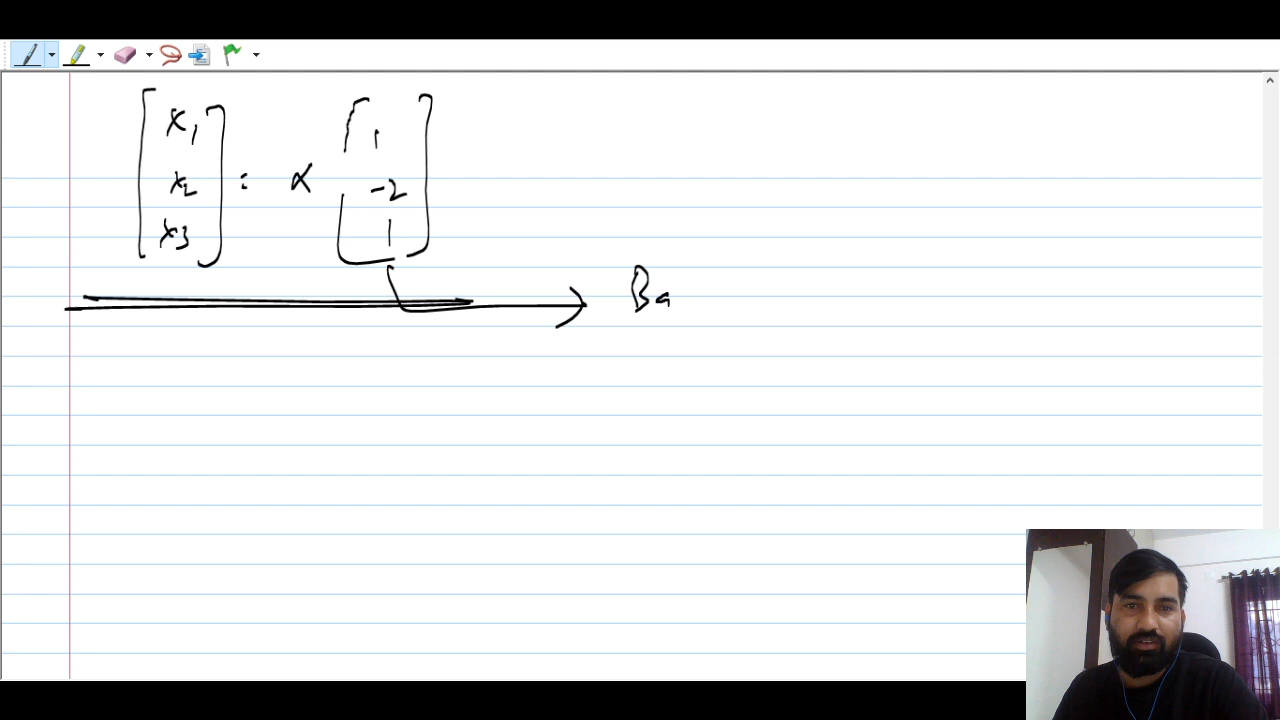 [x1 x2 x3] = α [1 -2 1]
Ba